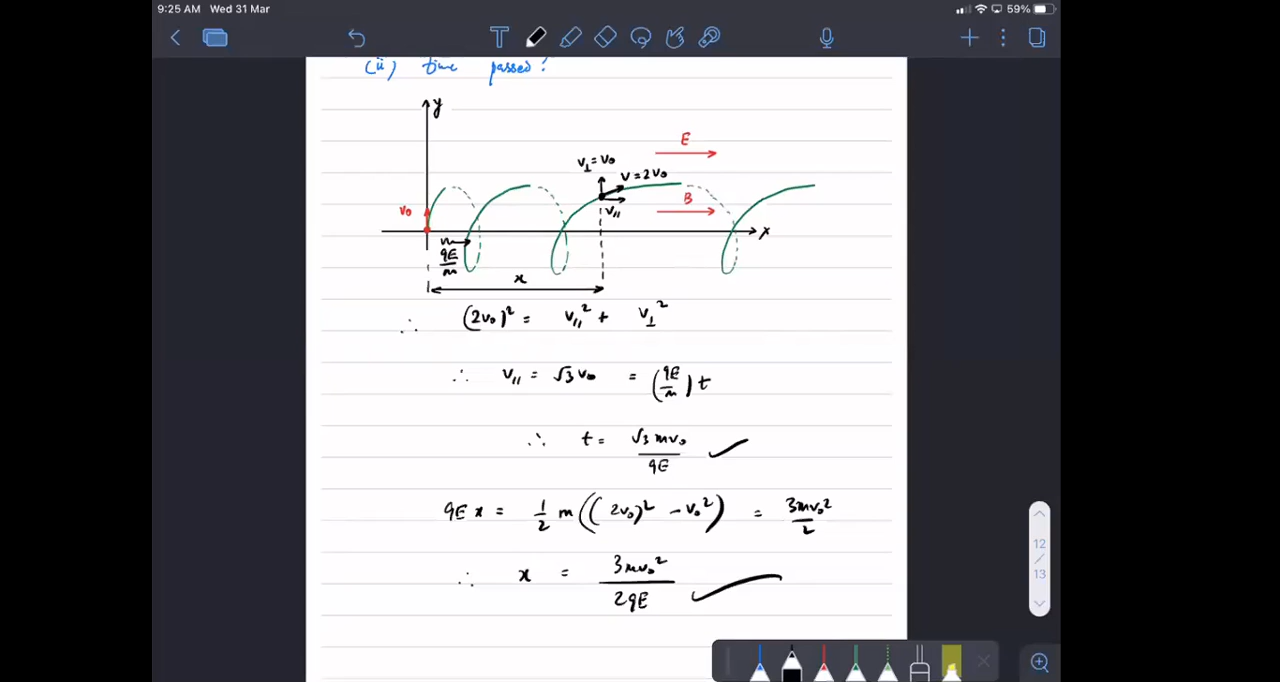 9:25 AM Wed 31 Mar 59%
(ii) time passed?
y
E
v⊥ = v₀
v = 2v₀
B
v₀
v∥
x
qE/m
x
∴ (2v₀)² = v∥² + v⊥²
∴ v∥ = √3 v₀ = (qE/m) t
∴ t = √3 mv₀/qE ✓
qE x = 1/2 m((2v₀)² - v₀²) = 3mv₀²/2
∴ x = 3mv₀²/2qE ✓
12
/
13